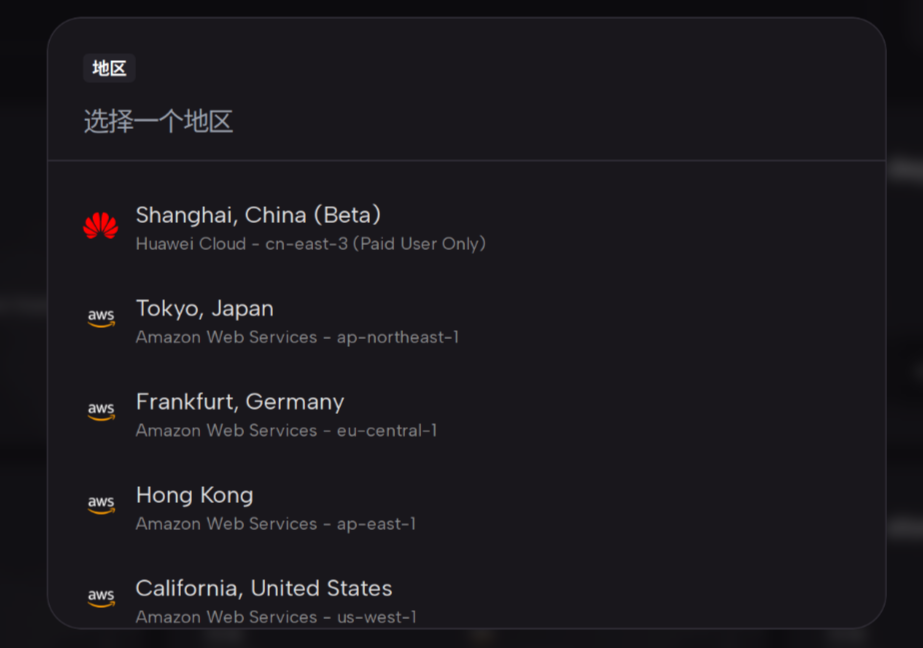 地区
选择一个地区
Shanghai, China (Beta)
Huawei Cloud - cn-east-3 (Paid User Only)
aws
Tokyo, Japan
Amazon Web Services - ap-northeast-1
aws
Frankfurt, Germany
Amazon Web Services - eu-central-1
aws
Hong Kong
Amazon Web Services - ap-east-1
aws
California, United States
Amazon Web Services - us-west-1